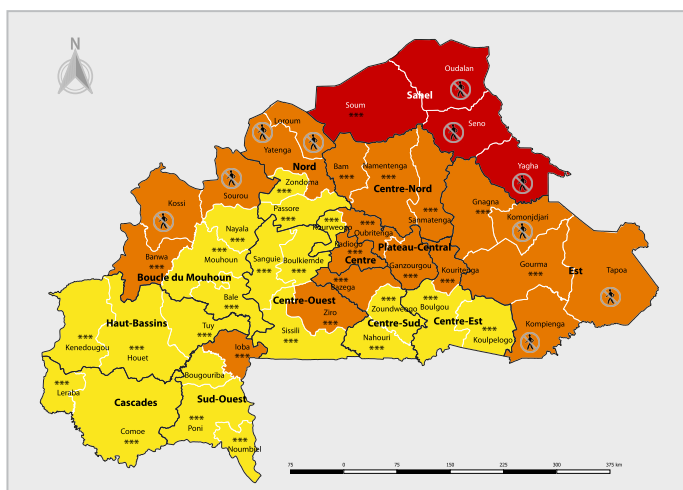 N
Oudalan
Sahel
Soum
***
Seno
Loroum
Yatenga
Yagha
Nord
Bam
***
Namentenga
***
Zondoma
***
Centre-Nord
Kossi
Sourou
Gnagna
***
Passore
***
Sanmatenga
***
Komonjdjari
Kourweogo
***
Nayala
***
Oubritenga
***
Banwa
***
Mouhoun
***
Sanguie
***
Boulkiemde
***
Kadiogo
***
Plateau-Central
Centre
Boucle du Mouhoun
Ganzourgou
***
Kouritenga
***
Gourma
***
Est
Tapoa
Bazega
***
Bale
***
Centre-Ouest
Ziro
***
Zoundweogo
***
Boulgou
***
Haut-Bassins
Tuy
***
Centre-Sud
Centre-Est
Kompienga
Kenedougou
***
Houet
***
Sissili
***
Nahouri
***
Koulpelogo
***
Ioba
***
Bougouriba
Leraba
***
Cascades
Sud-Ouest
Comoe
***
Poni
***
Noumbiel
***
75 0 75 150 225 300 375 km